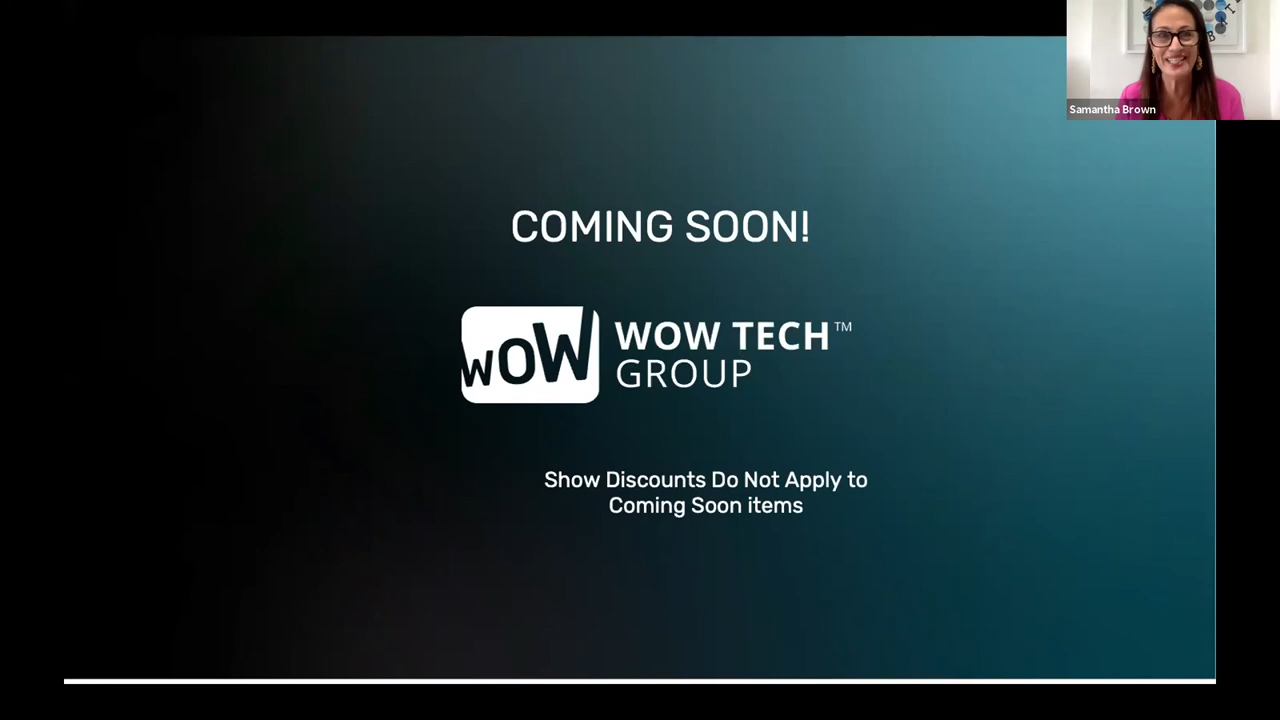 Samantha Brown
COMING SOON!
WOW
WOW TECH™
GROUP
Show Discounts Do Not Apply to
Coming Soon items